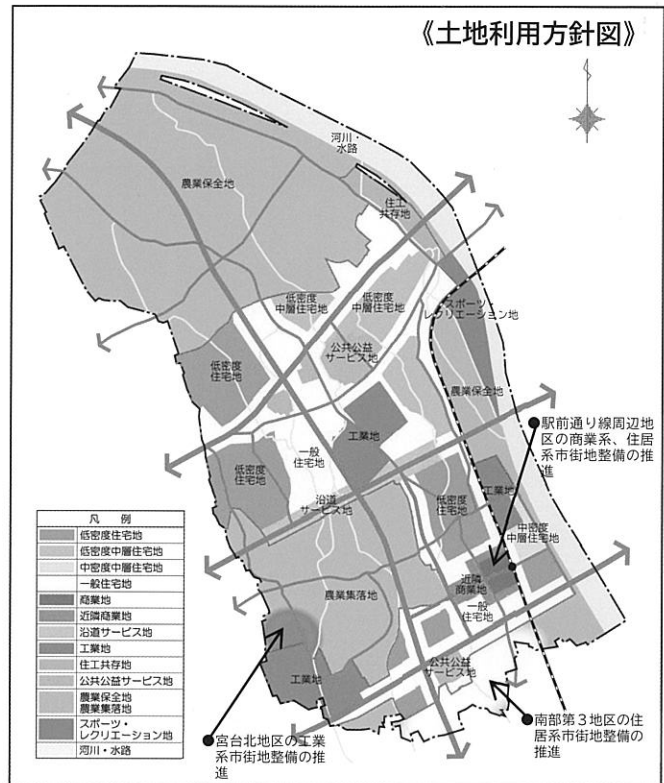 《土地利用方針図》
河川・
水路
農業保全地
住工
共存地
低密度
中層住宅地
低密度
中層住宅地
スポーツ・
レクリエーション地
公共公益
サービス地
低密度
住宅地
農業保全地
●駅前通り線周辺地
区の商業系、住居
系市街地整備の推
進
工業地
一般
住宅地
低密度
住宅地
沿道
サービス地
低密度
住宅地
工業地
中密度
中層住宅地
近隣
商業地
農業集落地
一般
住宅地
公共公益
サービス地
工業地
●宮台北地区の工業
系市街地整備の推
進
●南部第3地区の住
居系市街地整備の
推進
凡 例
低密度住宅地
低密度中層住宅地
中密度中層住宅地
一般住宅地
商業地
近隣商業地
沿道サービス地
工業地
住工共存地
公共公益サービス地
農業保全地
農業集落地
スポーツ・
レクリエーション地
河川・水路